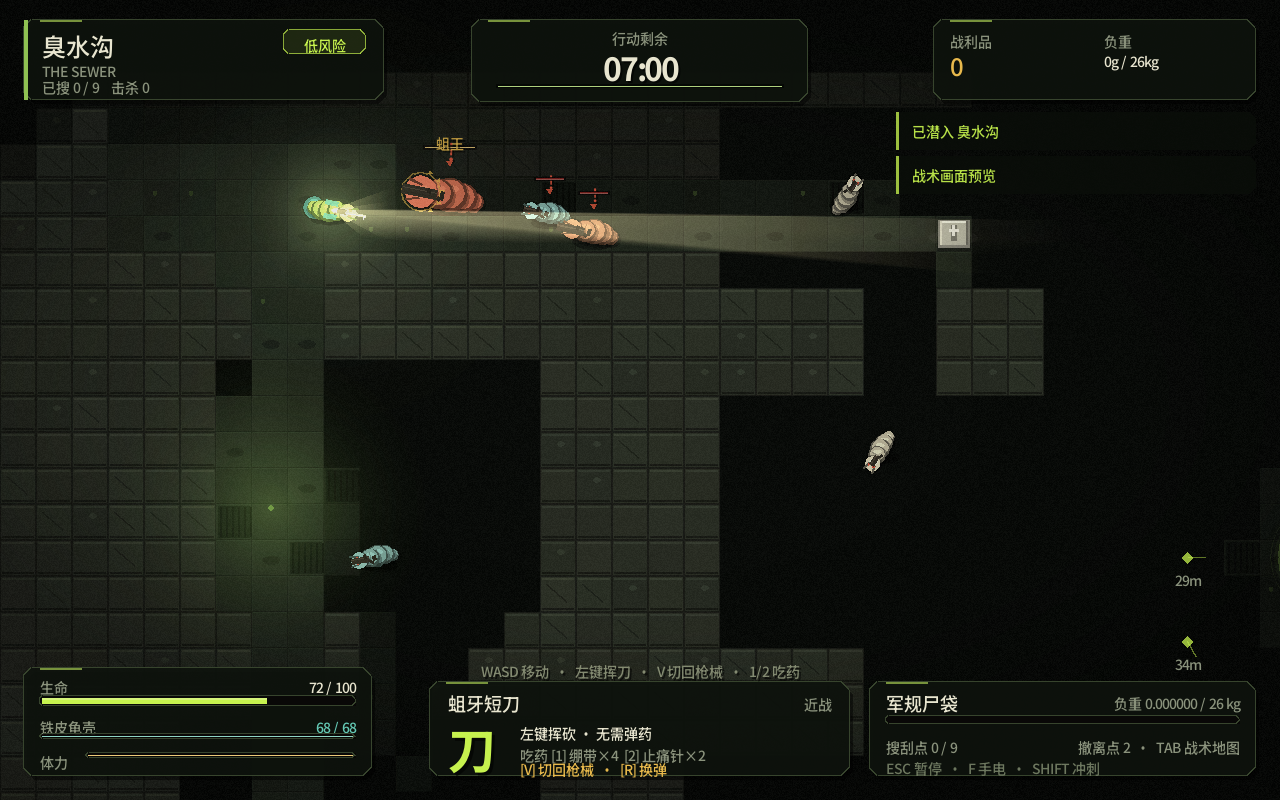 臭水沟
低风险
THE SEWER
已搜 0 / 9 击杀 0
行动剩余
07:00
战利品
0
负重
0g / 26kg
已潜入 臭水沟
战术画面预览
蛆王
29m
34m
生命
72 / 100
铁皮龟壳
68 / 68
体力
WASD 移动 · 左键挥刀 · V 切回枪械 · 1/2 吃药
蛆牙短刀
近战
刀
左键挥砍 · 无需弹药
吃药 [1] 绷带×4 [2] 止痛针×2
[V] 切回枪械 · [R] 换弹
军规尸袋
负重 0.000000 / 26 kg
搜刮点 0 / 9
撤离点 2 · TAB 战术地图
ESC 暂停 · F 手电 · SHIFT 冲刺